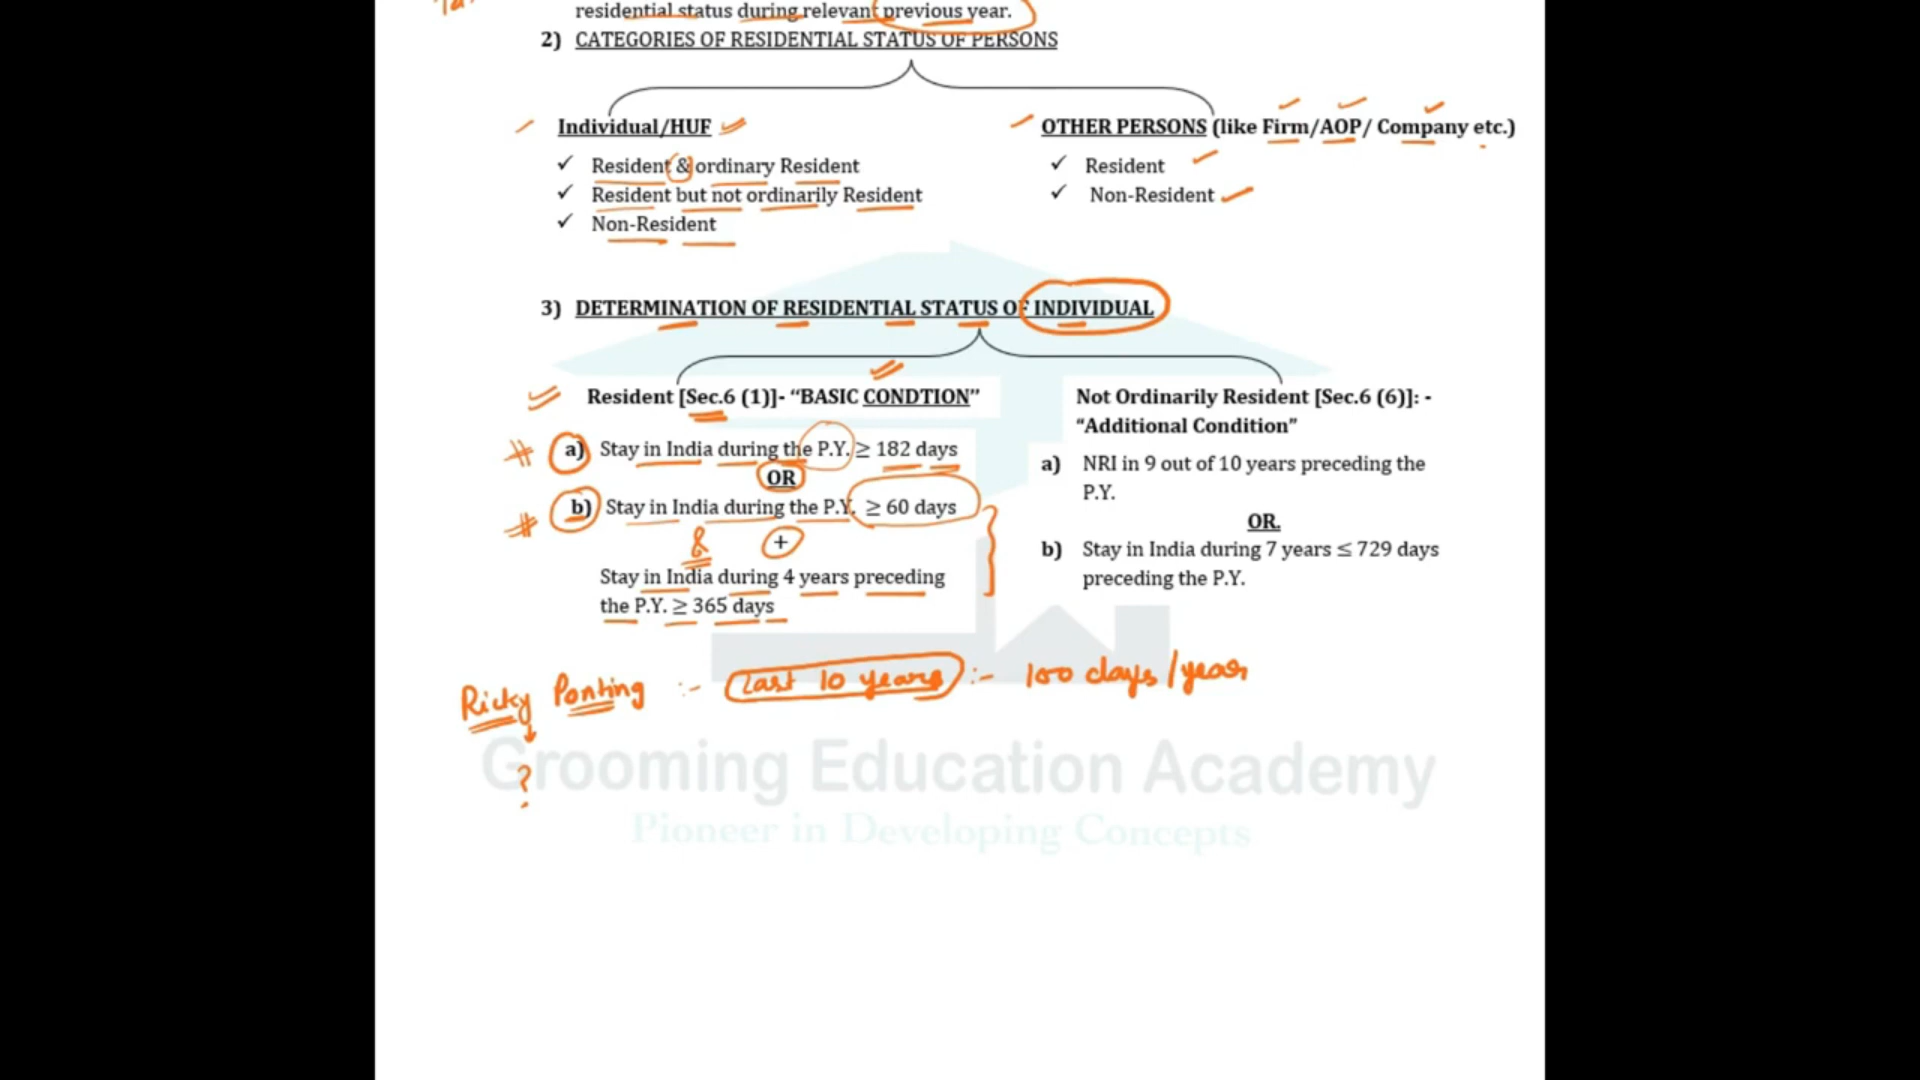 residential status during relevant previous year.
2) CATEGORIES OF RESIDENTIAL STATUS OF PERSONS
Individual/HUF
✓ Resident & ordinary Resident
✓ Resident but not ordinarily Resident
✓ Non-Resident
OTHER PERSONS (like Firm/AOP/ Company etc.)
✓ Resident
✓ Non-Resident
3) DETERMINATION OF RESIDENTIAL STATUS OF INDIVIDUAL
Resident [Sec.6 (1)]- “BASIC CONDTION”
a) Stay in India during the P.Y. ≥ 182 days
OR
b) Stay in India during the P.Y. ≥ 60 days
& +
Stay in India during 4 years preceding
the P.Y. ≥ 365 days
Not Ordinarily Resident [Sec.6 (6)]: -
“Additional Condition”
a) NRI in 9 out of 10 years preceding the
P.Y.
OR.
b) Stay in India during 7 years ≤ 729 days
preceding the P.Y.
Ricky Ponting :- last 10 years :- 100 days/year
?
Grooming Education Academy
Pioneer in Developing Concepts